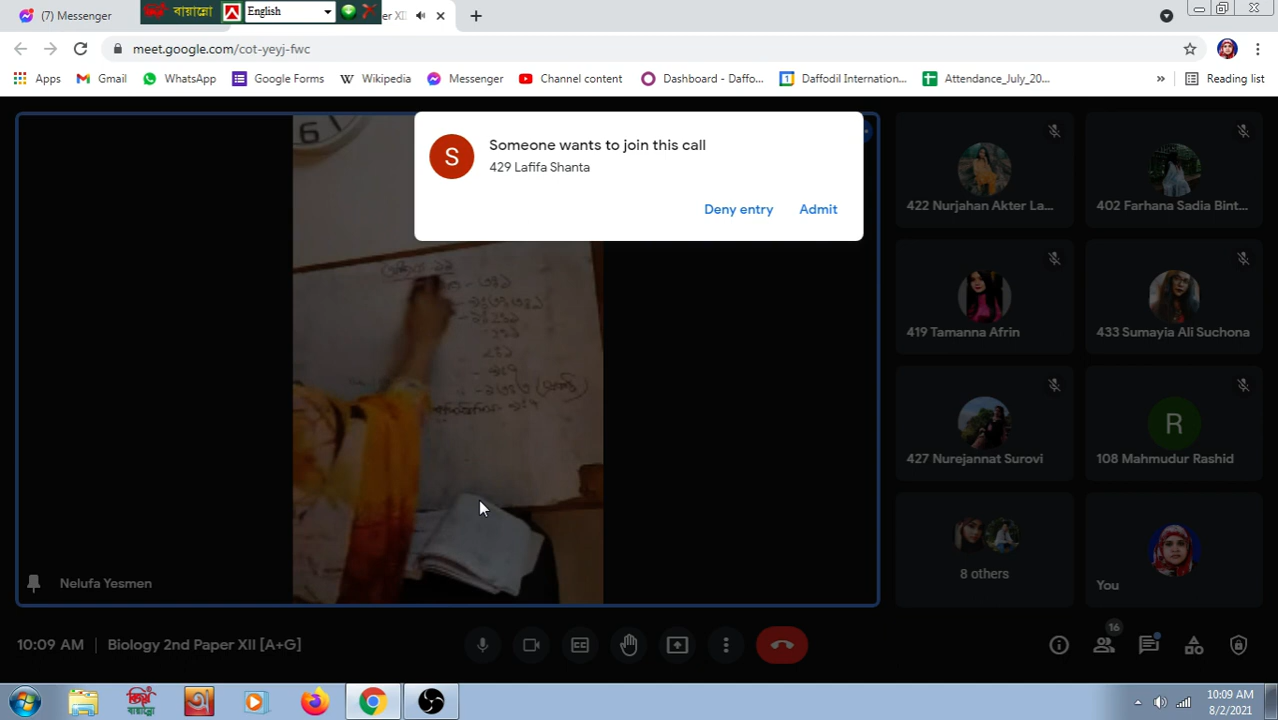 (7) Messenger
বায়ান্নো
English
er XII
meet.google.com/cot-yeyj-fwc
Apps
Gmail
WhatsApp
Google Forms
Wikipedia
Messenger
Channel content
Dashboard - Daffo...
Daffodil Internation...
Attendance_July_20...
»
Reading list
Someone wants to join this call
S
429 Lafifa Shanta
Deny entry
Admit
422 Nurjahan Akter La...
402 Farhana Sadia Bint...
419 Tamanna Afrin
433 Sumayia Ali Suchona
427 Nurejannat Surovi
R
108 Mahmudur Rashid
8 others
You
Nelufa Yesmen
10:09 AM | Biology 2nd Paper XII [A+G]
16
বায়ান্নো
10:09 AM
8/2/2021